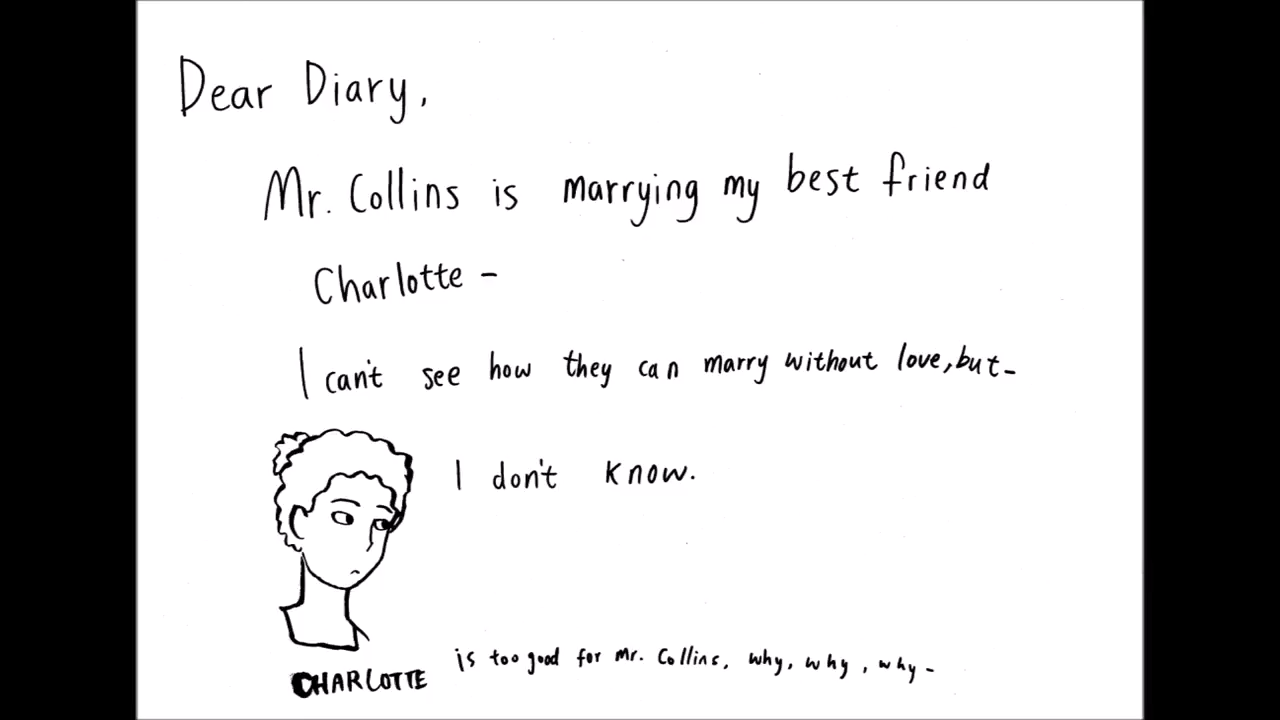 Dear Diary,
Mr. Collins is marrying my best friend
Charlotte -
I can't see how they can marry without love, but -
I don't know.
CHARLOTTE is too good for Mr. Collins, why, why, why -